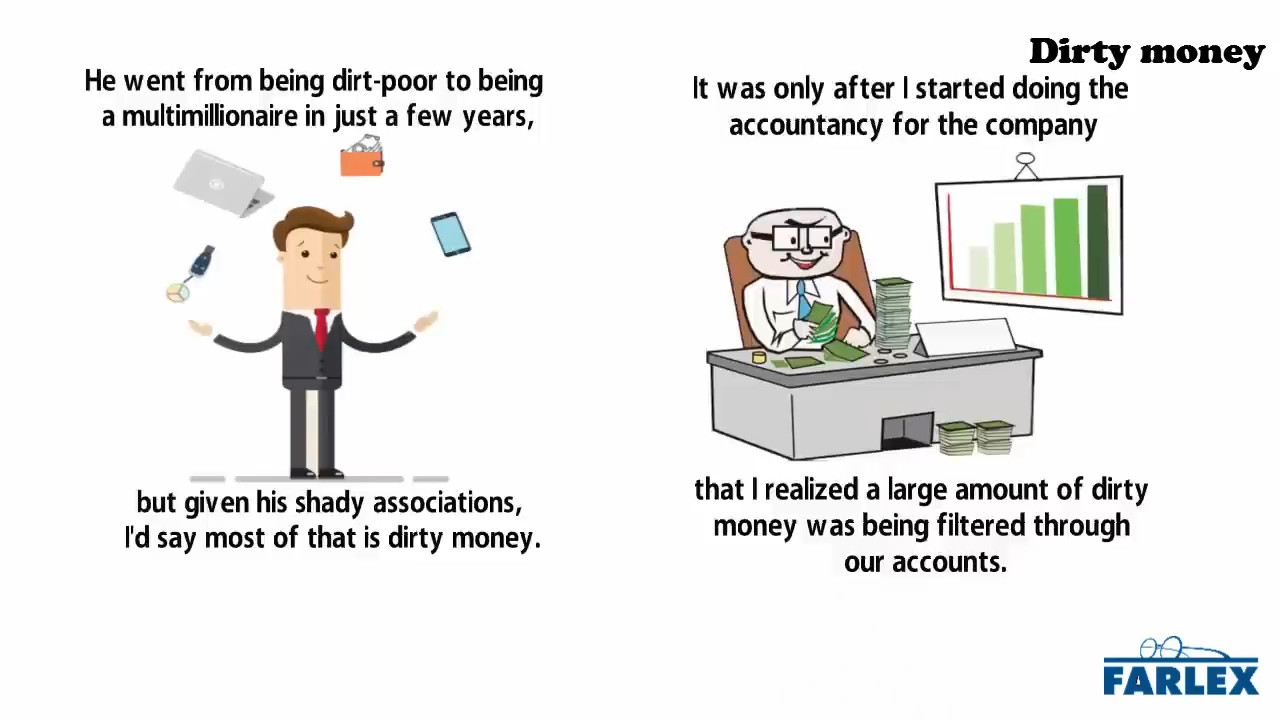 Dirty money
He went from being dirt-poor to being
a multimillionaire in just a few years,
but given his shady associations,
I'd say most of that is dirty money.
It was only after I started doing the
accountancy for the company
that I realized a large amount of dirty
money was being filtered through
our accounts.
FARLEX